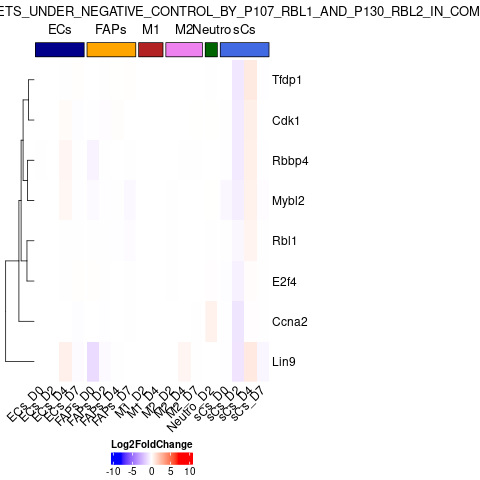 ETS_UNDER_NEGATIVE_CONTROL_BY_P107_RBL1_AND_P130_RBL2_IN_COM
ECs FAPs M1 M2 Neutro sCs
Tfdp1
Cdk1
Rbbp4
Mybl2
Rbl1
E2f4
Ccna2
Lin9
ECs_D0 ECs_D2 ECs_D4 ECs_D7 FAPs_D0 FAPs_D2 FAPs_D4 FAPs_D7 M1_D2 M1_D4 M2_D2 M2_D4 M2_D7 Neutro_D2 sCs_D0 sCs_D2 sCs_D4 sCs_D7
Log2FoldChange
-10 -5 0 5 10